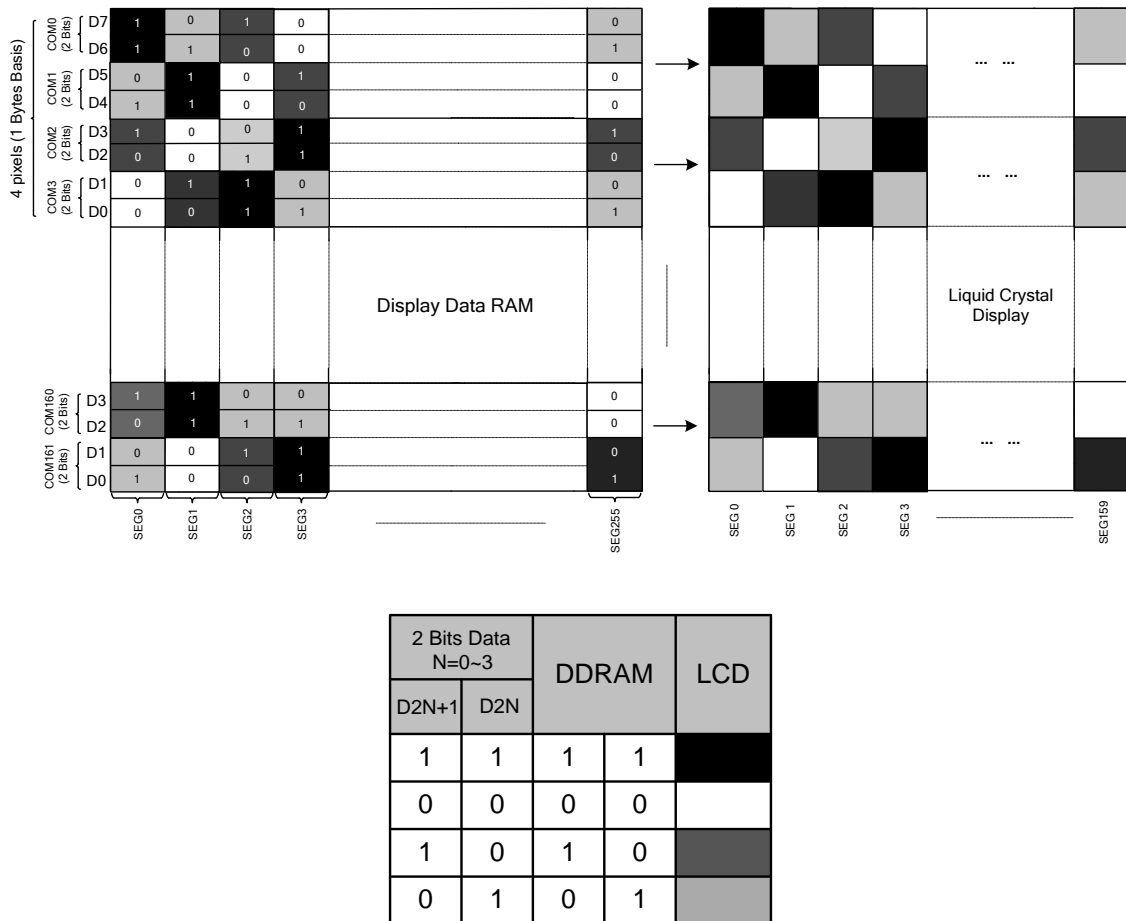 4 pixels (1 Bytes Basis)
COM0
(2 Bits)
D7 1 0 1 0 0
D6 1 1 0 0 1
COM1
(2 Bits)
D5 0 1 0 1 0
D4 1 1 0 0 0
COM2
(2 Bits)
D3 1 0 0 1 1
D2 0 0 1 1 0
COM3
(2 Bits)
D1 0 1 1 0 0
D0 0 0 1 1 1
... ...
... ...
Display Data RAM
Liquid Crystal
Display
COM160
(2 Bits)
D3 1 1 0 0 0
D2 0 1 1 1 0
COM161
(2 Bits)
D1 0 0 1 1 0
D0 1 0 0 1 1
... ...
SEG0 SEG1 SEG2 SEG3 SEG255
SEG 0 SEG 1 SEG 2 SEG 3 SEG159
2 Bits Data
N=0~3
DDRAM LCD
D2N+1 D2N
1 1 1 1
0 0 0 0
1 0 1 0
0 1 0 1